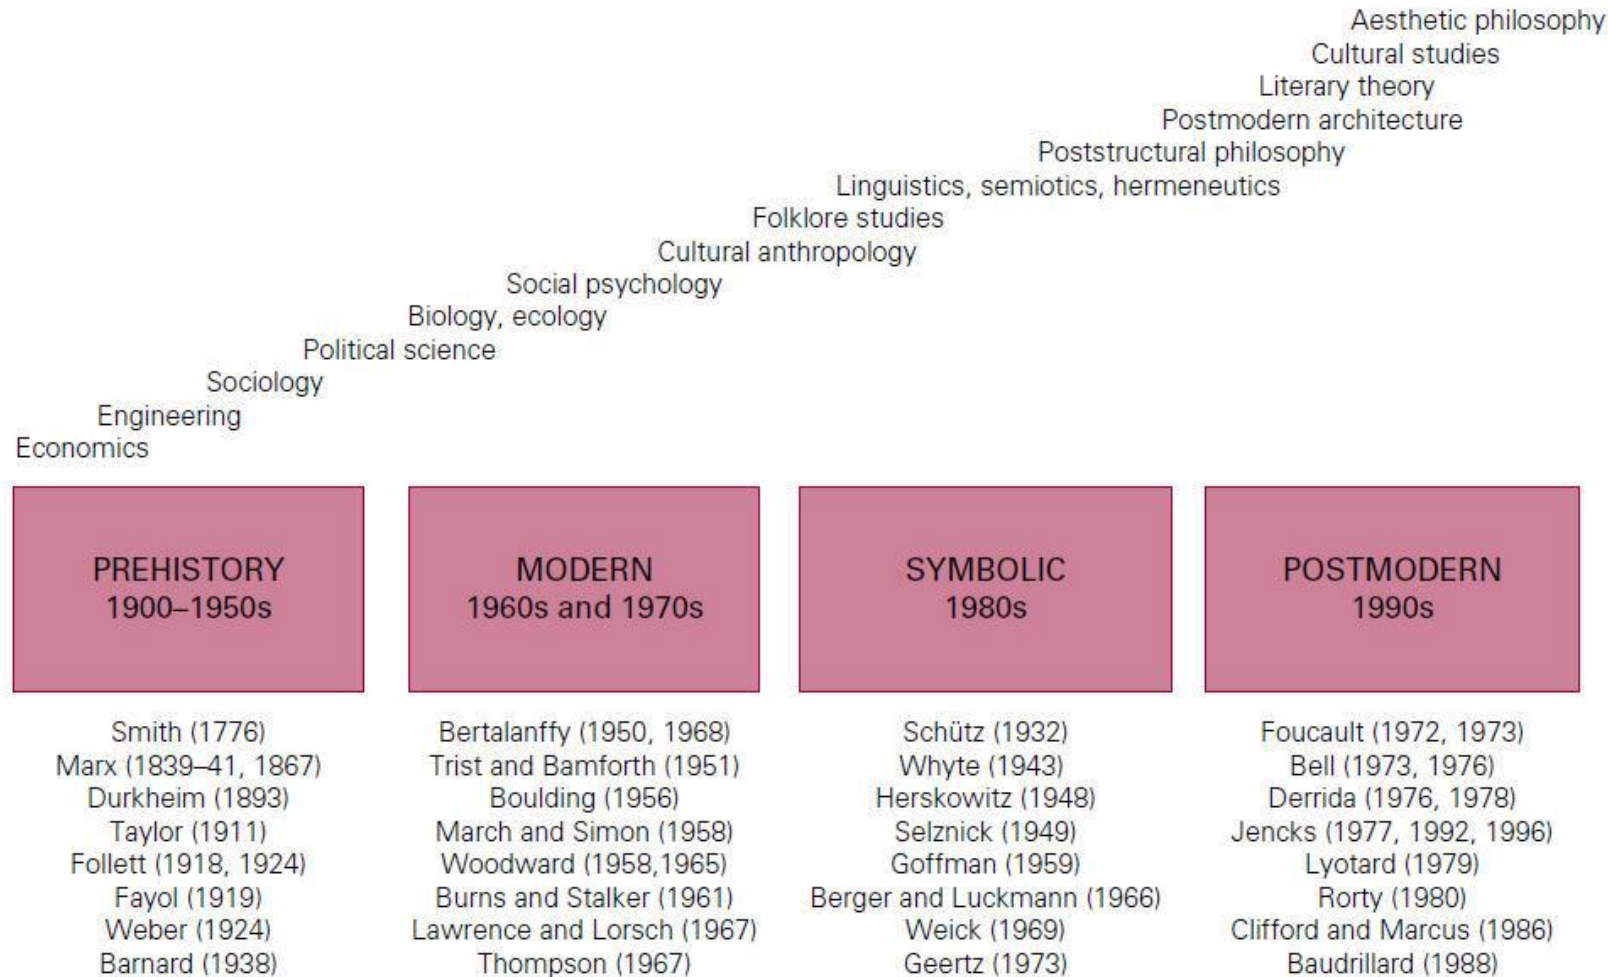 Aesthetic philosophy
Cultural studies
Literary theory
Postmodern architecture
Poststructural philosophy
Linguistics, semiotics, hermeneutics
Folklore studies
Cultural anthropology
Social psychology
Biology, ecology
Political science
Sociology
Engineering
Economics
PREHISTORY
1900–1950s
MODERN
1960s and 1970s
SYMBOLIC
1980s
POSTMODERN
1990s
Smith (1776)
Marx (1839–41, 1867)
Durkheim (1893)
Taylor (1911)
Follett (1918, 1924)
Fayol (1919)
Weber (1924)
Barnard (1938)
Bertalanffy (1950, 1968)
Trist and Bamforth (1951)
Boulding (1956)
March and Simon (1958)
Woodward (1958,1965)
Burns and Stalker (1961)
Lawrence and Lorsch (1967)
Thompson (1967)
Schütz (1932)
Whyte (1943)
Herskowitz (1948)
Selznick (1949)
Goffman (1959)
Berger and Luckmann (1966)
Weick (1969)
Geertz (1973)
Foucault (1972, 1973)
Bell (1973, 1976)
Derrida (1976, 1978)
Jencks (1977, 1992, 1996)
Lyotard (1979)
Rorty (1980)
Clifford and Marcus (1986)
Baudrillard (1988)